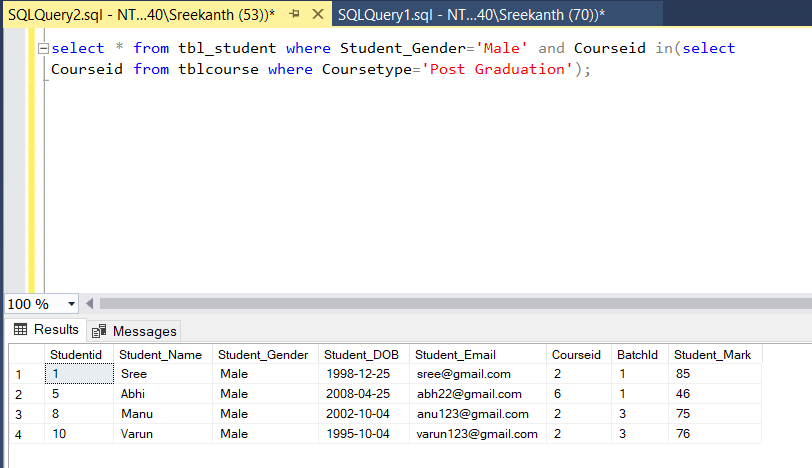 SQLQuery2.sql - NT...40\Sreekanth (53))* SQLQuery1.sql - NT...40\Sreekanth (70))*
select * from tbl_student where Student_Gender='Male' and Courseid in(select
Courseid from tblcourse where Coursetype='Post Graduation');
100 %
Results Messages
Studentid Student_Name Student_Gender Student_DOB Student_Email Courseid BatchId Student_Mark
1 1 Sree Male 1998-12-25 sree@gmail.com 2 1 85
2 5 Abhi Male 2008-04-25 abh22@gmail.com 6 1 46
3 8 Manu Male 2002-10-04 anu123@gmail.com 2 3 75
4 10 Varun Male 1995-10-04 varun123@gmail.com 2 3 76